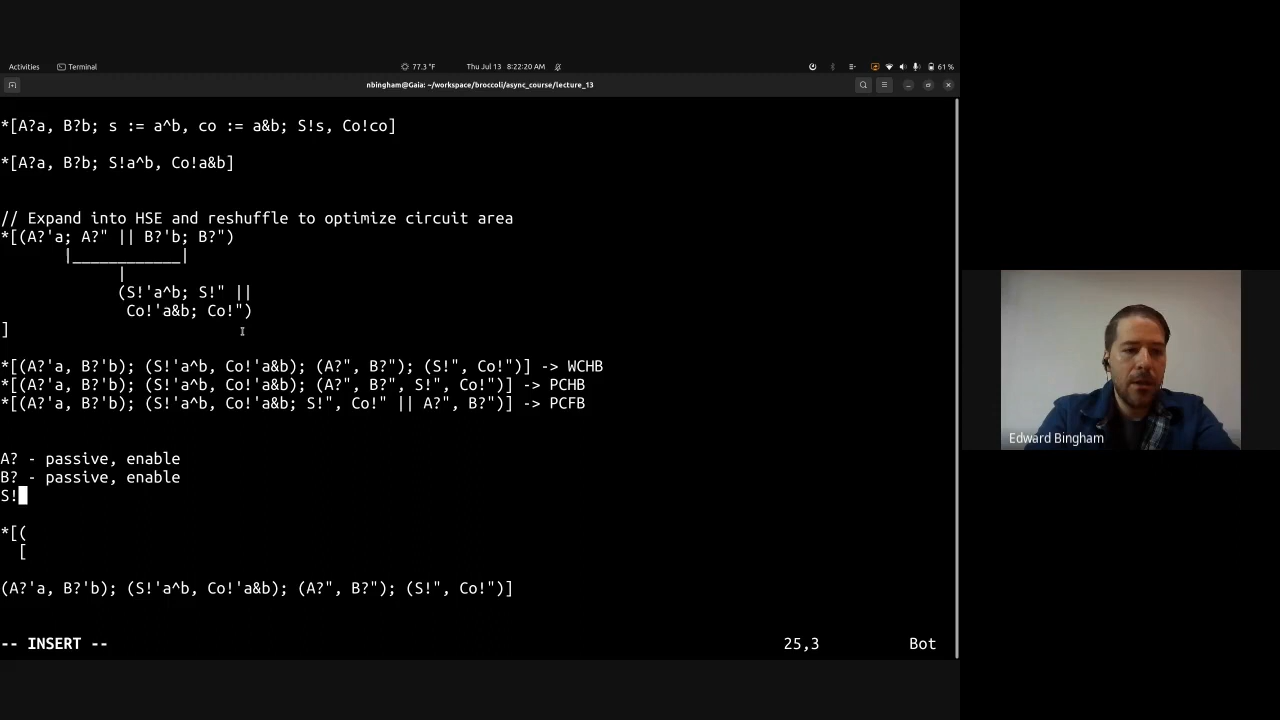 Activities
Terminal
77.3 °F
Thu Jul 13 8:22:20 AM
61 %
nbingham@Gaia: ~/workspace/broccoli/async_course/lecture_13
*[A?a, B?b; s := a^b, co := a&b; S!s, Co!co]
*[A?a, B?b; S!a^b, Co!a&b]
// Expand into HSE and reshuffle to optimize circuit area
*[(A?'a; A?" || B?'b; B?")
|____________|
|
(S!'a^b; S!" ||
Co!'a&b; Co!")
]
*[(A?'a, B?'b); (S!'a^b, Co!'a&b); (A?", B?"); (S!", Co!")] -> WCHB
*[(A?'a, B?'b); (S!'a^b, Co!'a&b); (A?", B?", S!", Co!")] -> PCHB
*[(A?'a, B?'b); (S!'a^b, Co!'a&b; S!", Co!" || A?", B?")] -> PCFB
A? - passive, enable
B? - passive, enable
S!
*[(
[
(A?'a, B?'b); (S!'a^b, Co!'a&b); (A?", B?"); (S!", Co!")]
-- INSERT --
25,3
Bot
Edward Bingham